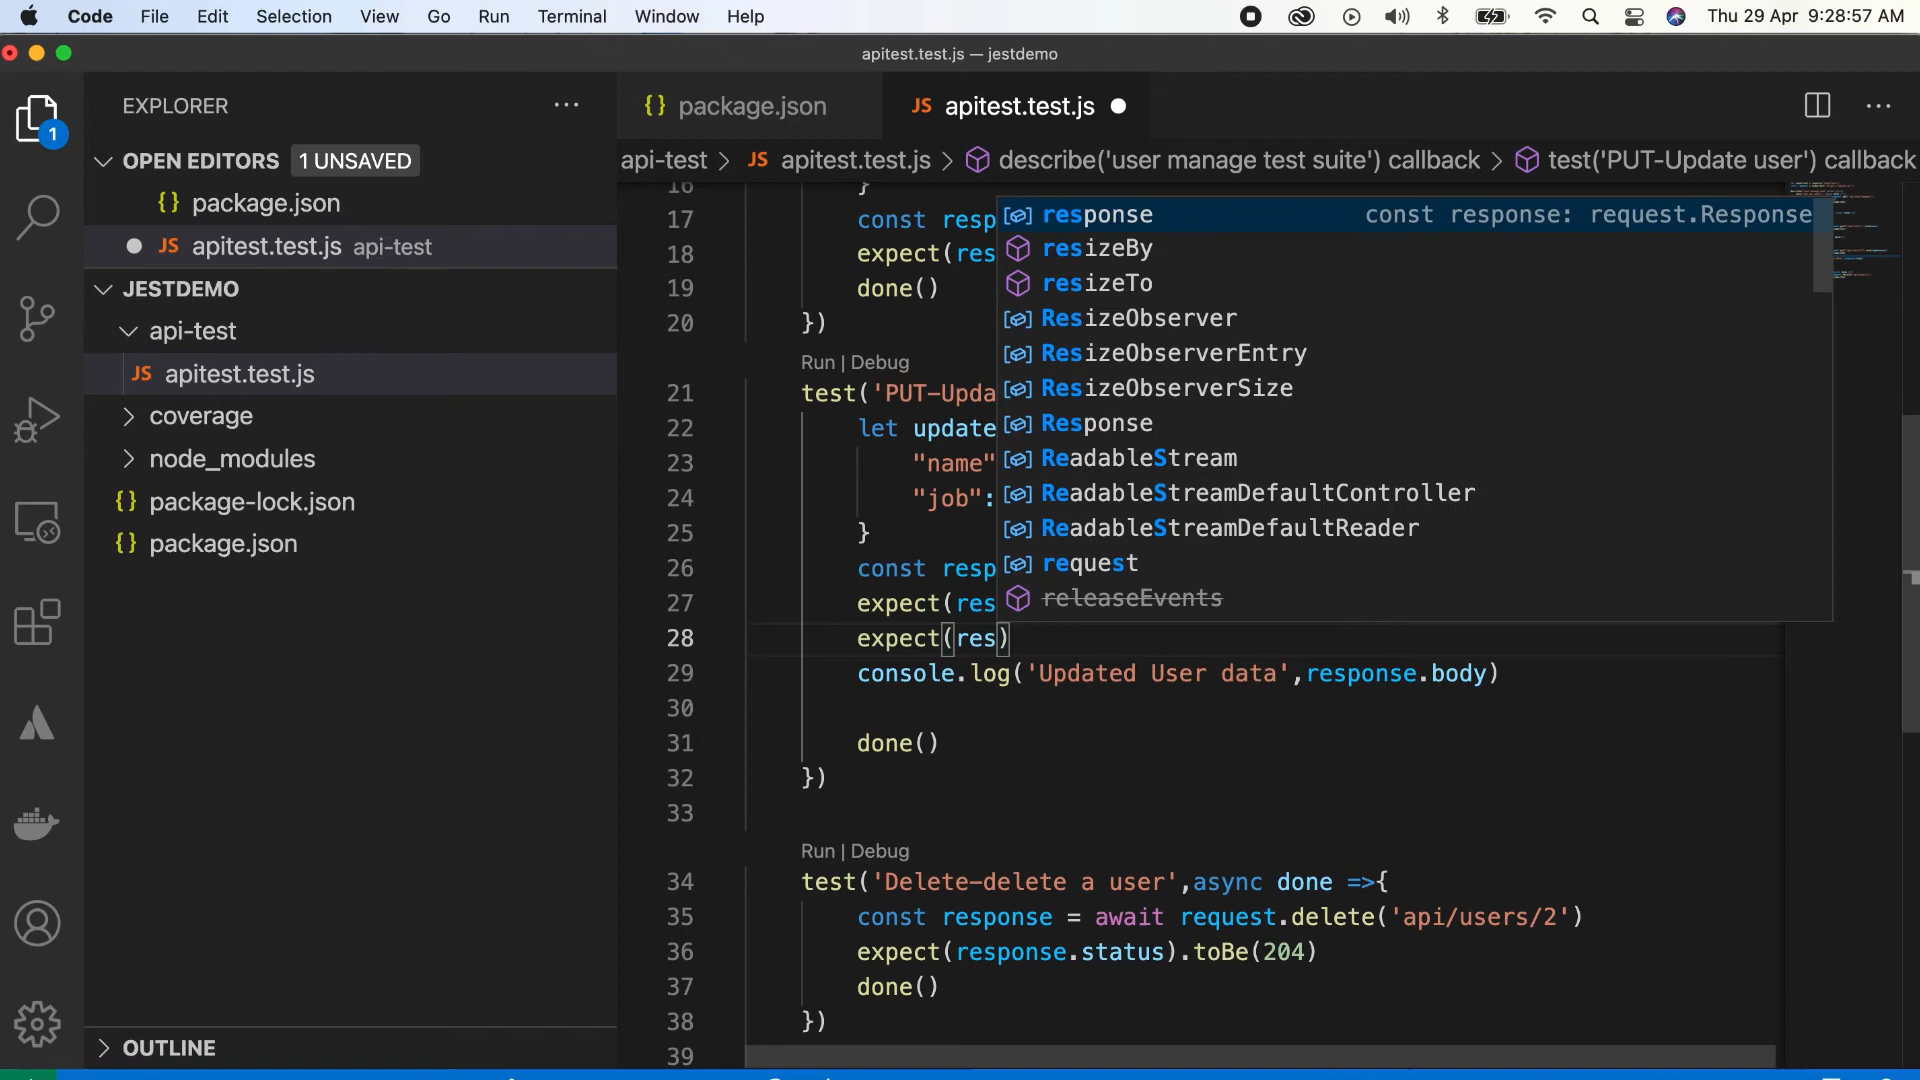 Code File Edit Selection View Go Run Terminal Window Help Thu 29 Apr 9:28:57 AM
apitest.test.js — jestdemo
EXPLORER
package.json
apitest.test.js
1
OPEN EDITORS 1 UNSAVED
api-test > JS apitest.test.js > describe('user manage test suite') callback > test('PUT-Update user') callback
{} package.json
JS apitest.test.js api-test
JESTDEMO
api-test
JS apitest.test.js
coverage
node_modules
{} package-lock.json
{} package.json
OUTLINE
16 }
17 const resp
18 expect(res
19 done()
20 })
Run | Debug
21 test('PUT-Upda
22 let update
23 "name"
24 "job":
25 }
26 const resp
27 expect(res
28 expect(res)
29 console.log('Updated User data',response.body)
30
31 done()
32 })
33
Run | Debug
34 test('Delete-delete a user',async done =>{
35 const response = await request.delete('api/users/2')
36 expect(response.status).toBe(204)
37 done()
38 })
39
response const response: request.Response
resizeBy
resizeTo
ResizeObserver
ResizeObserverEntry
ResizeObserverSize
Response
ReadableStream
ReadableStreamDefaultController
ReadableStreamDefaultReader
request
releaseEvents